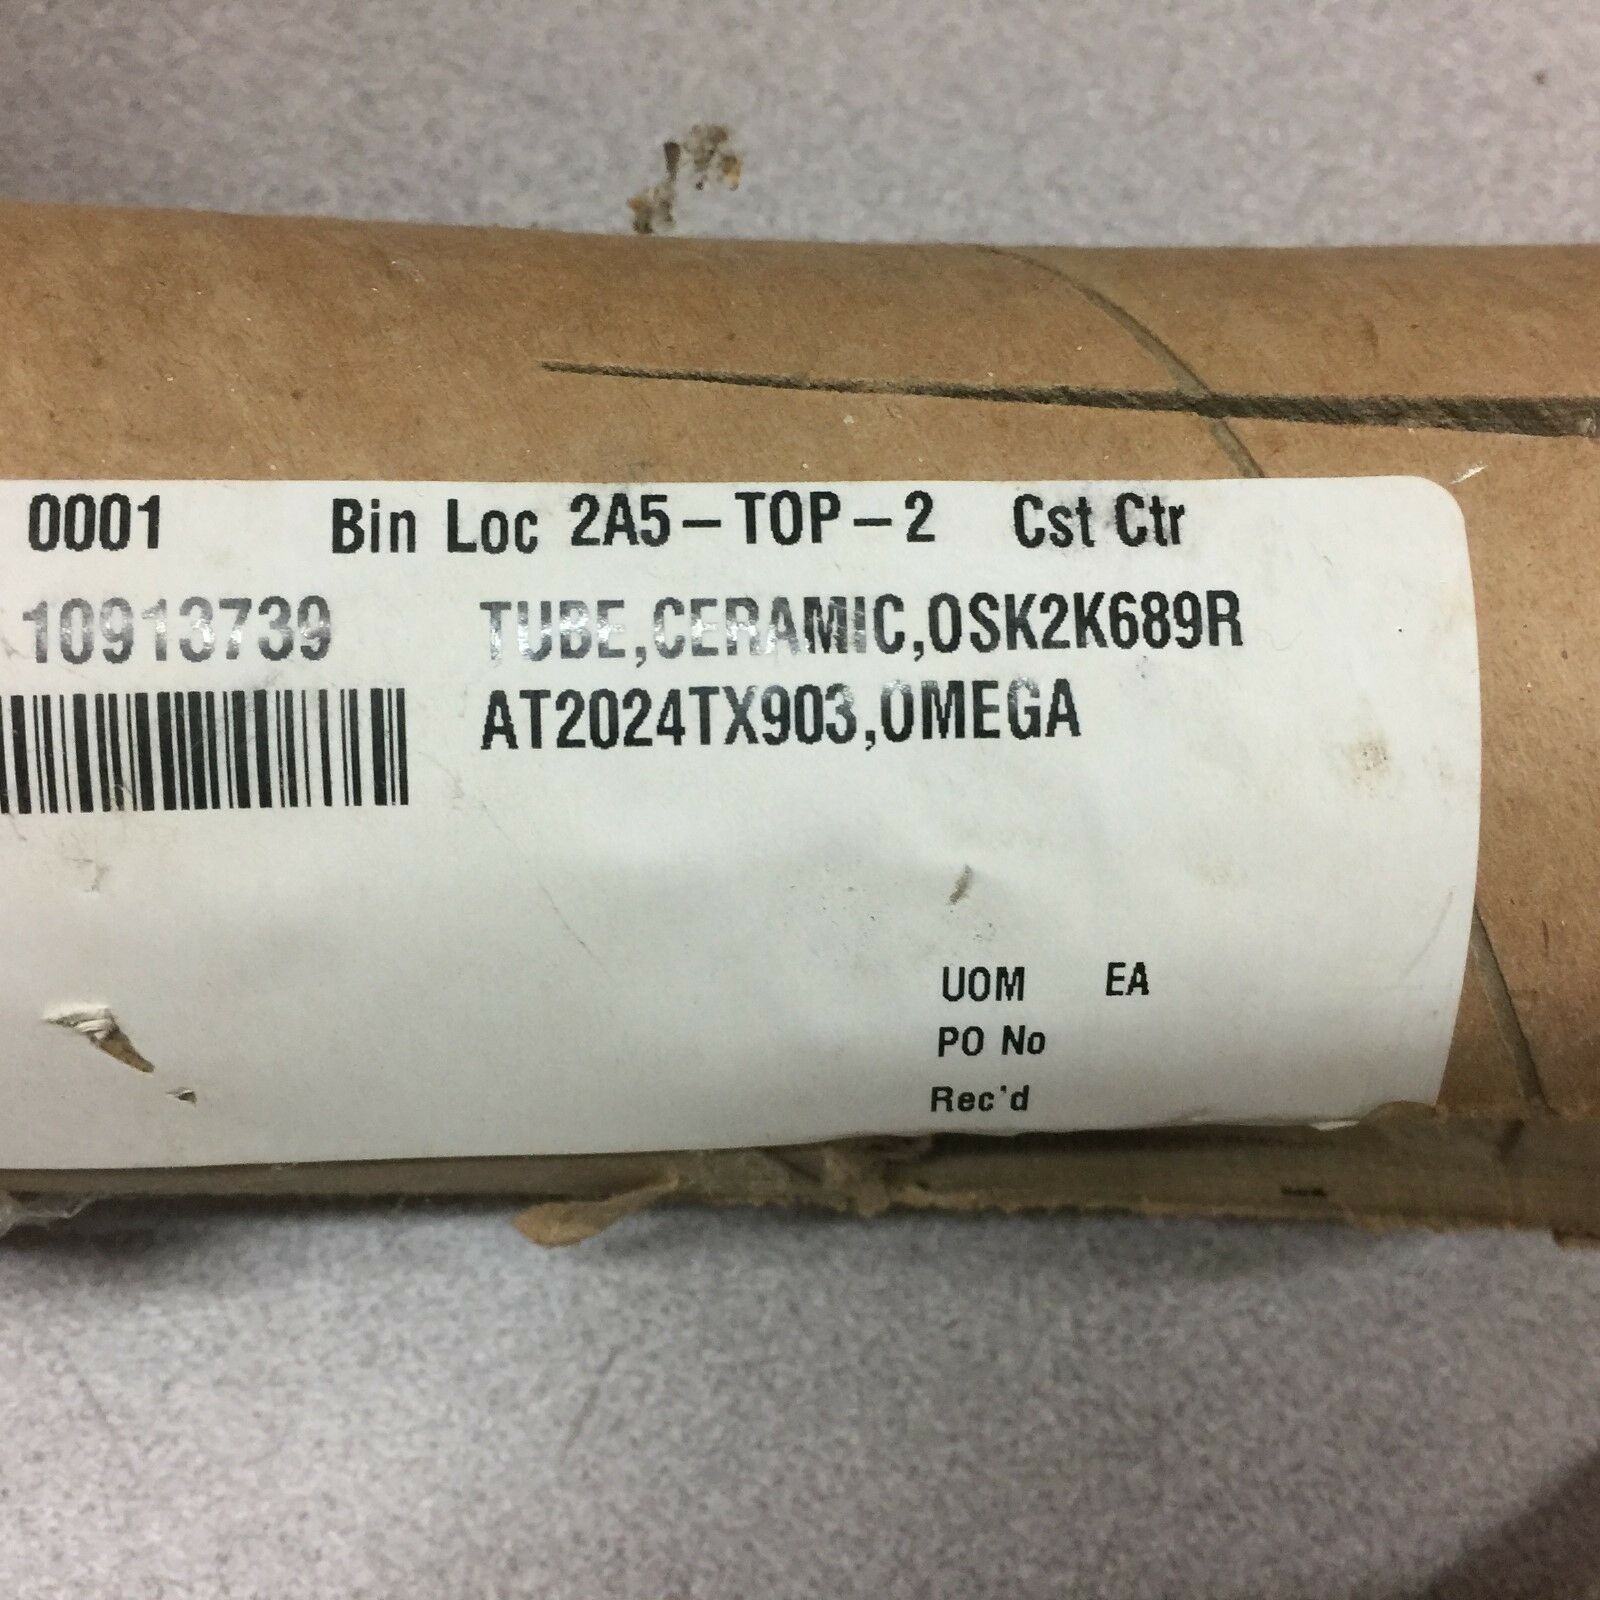 0001 Bin Loc 2A5-TOP-2 Cst Ctr
10913739 TUBE,CERAMIC,OSK2K689R
AT2024TX903,OMEGA
UOM EA
PO No
Rec'd